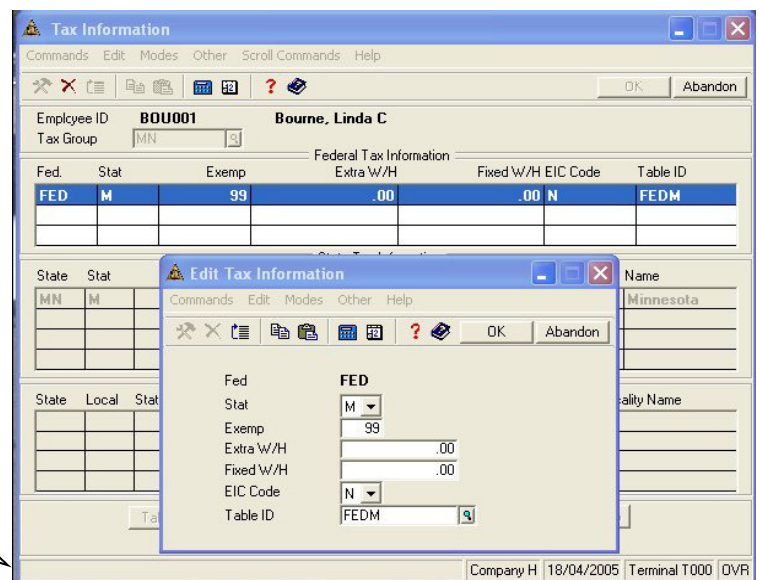 Tax Information
Commands Edit Modes Other Scroll Commands Help
OK Abandon
Employee ID BOU001 Bourne, Linda C
Tax Group MN
Federal Tax Information
Fed. Stat Exemp Extra W/H Fixed W/H EIC Code Table ID
FED M 99 .00 .00 N FEDM
State Stat Name
MN M Minnesota
Edit Tax Information
Commands Edit Modes Other Help
OK Abandon
Fed FED
Stat M
Exemp 99
Extra W/H .00
Fixed W/H .00
EIC Code N
Table ID FEDM
State Local Stat ality Name
Company H 18/04/2005 Terminal T000 OVR